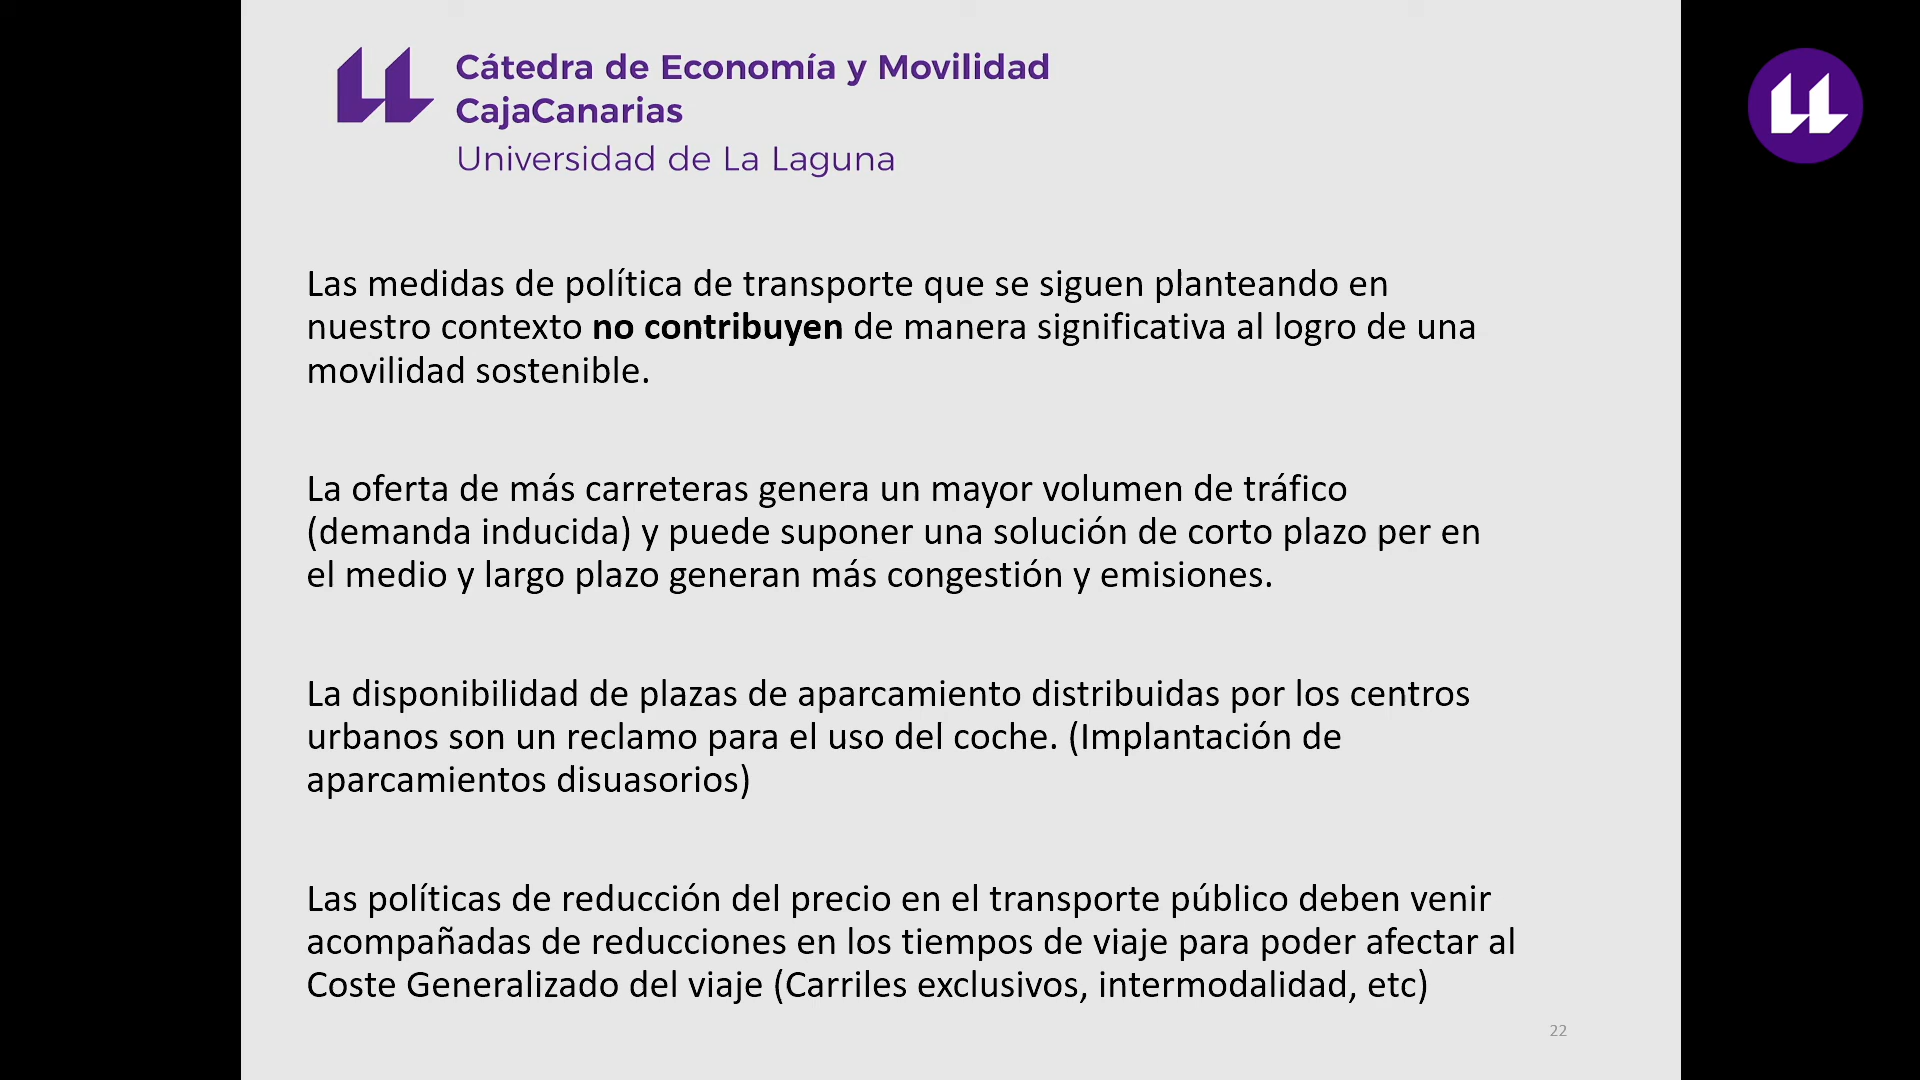 Cátedra de Economía y Movilidad
CajaCanarias
Universidad de La Laguna
Las medidas de política de transporte que se siguen planteando en
nuestro contexto no contribuyen de manera significativa al logro de una
movilidad sostenible.
La oferta de más carreteras genera un mayor volumen de tráfico
(demanda inducida) y puede suponer una solución de corto plazo per en
el medio y largo plazo generan más congestión y emisiones.
La disponibilidad de plazas de aparcamiento distribuidas por los centros
urbanos son un reclamo para el uso del coche. (Implantación de
aparcamientos disuasorios)
Las políticas de reducción del precio en el transporte público deben venir
acompañadas de reducciones en los tiempos de viaje para poder afectar al
Coste Generalizado del viaje (Carriles exclusivos, intermodalidad, etc)
22